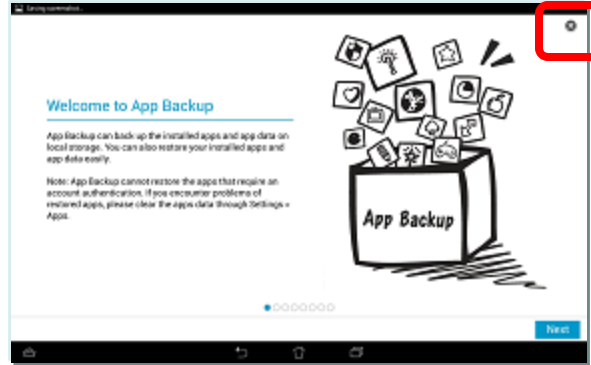 Saving screenshot...
Welcome to App Backup
App Backup can back up the installed apps and app data on
local storage. You can also restore your installed apps and
app data easily.
Note: App Backup cannot restore the apps that require an
account authentication. If you encounter problems of
restored apps, please clear the apps data through Settings >
Apps.
App Backup
Next